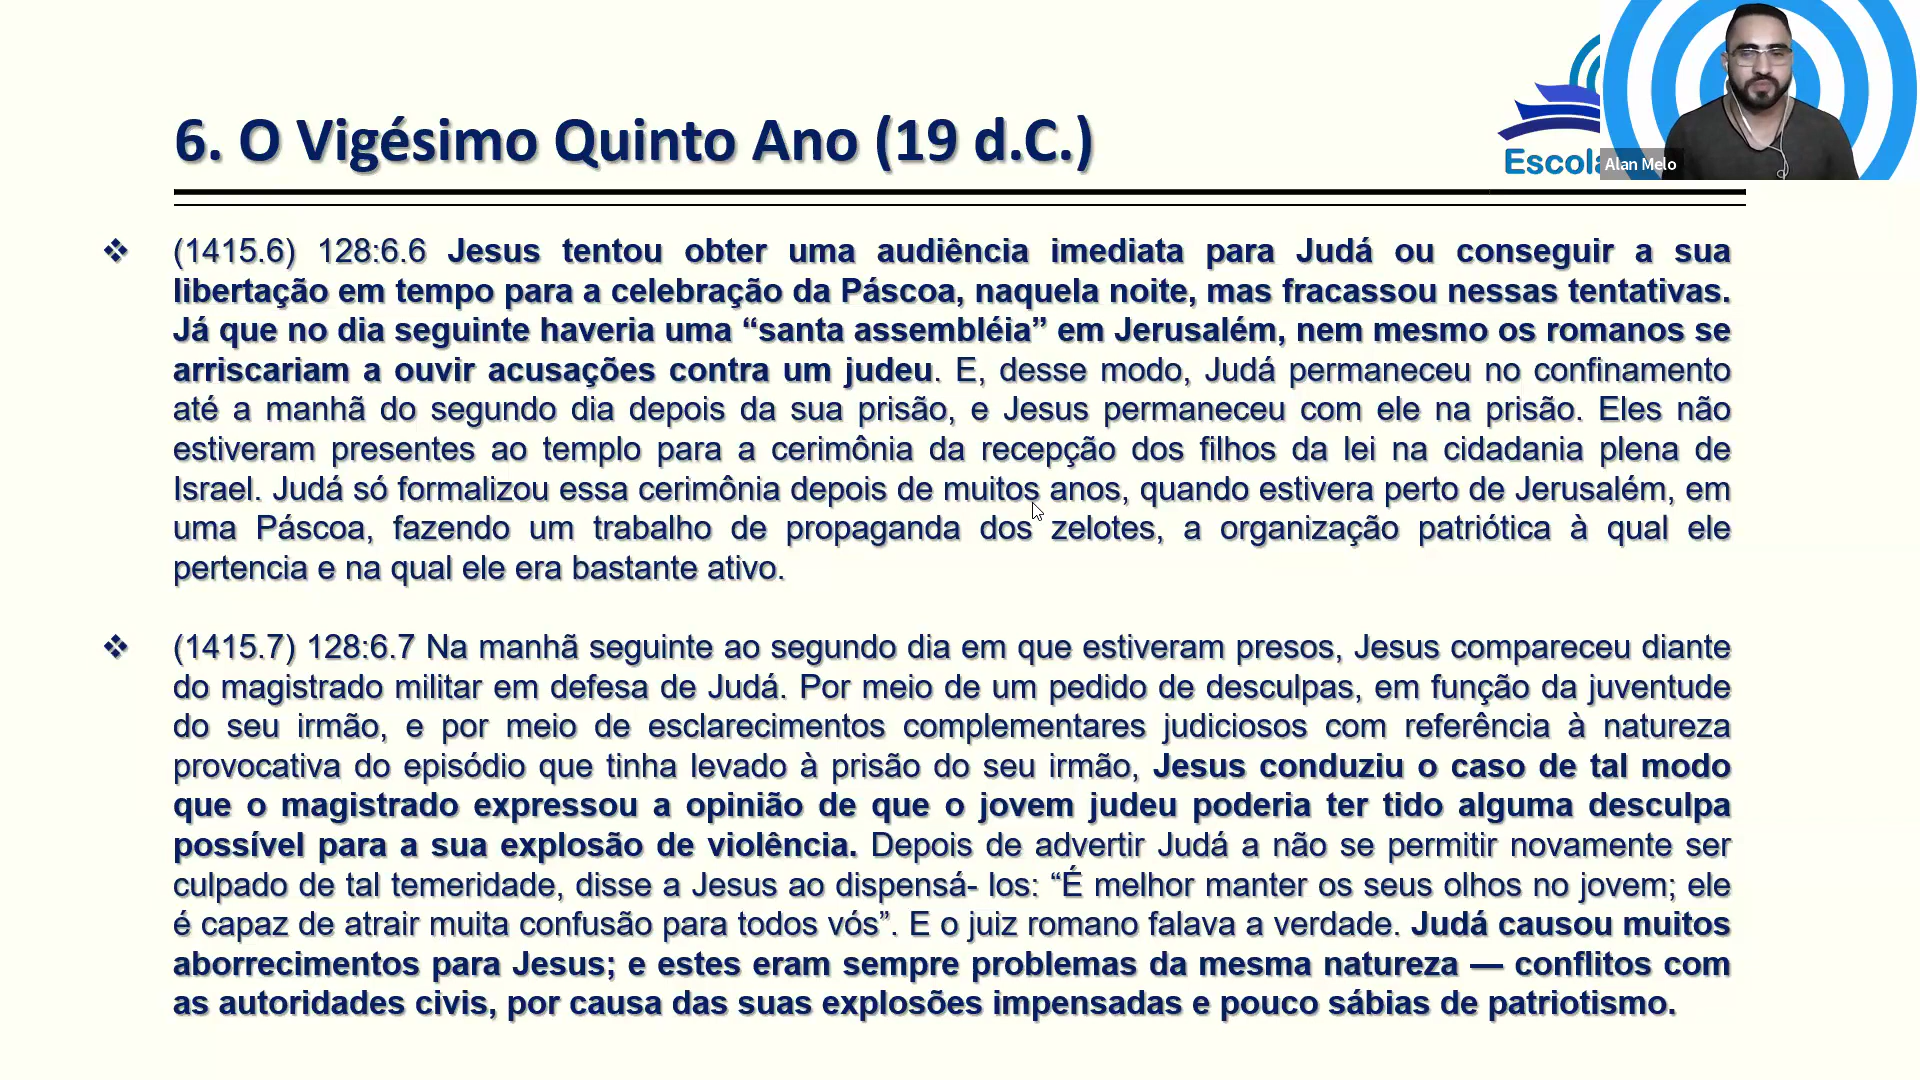 6. O Vigésimo Quinto Ano (19 d.C.)
Escola
Alan Melo
(1415.6) 128:6.6 Jesus tentou obter uma audiência imediata para Judá ou conseguir a sua
libertação em tempo para a celebração da Páscoa, naquela noite, mas fracassou nessas tentativas.
Já que no dia seguinte haveria uma “santa assembléia” em Jerusalém, nem mesmo os romanos se
arriscariam a ouvir acusações contra um judeu. E, desse modo, Judá permaneceu no confinamento
até a manhã do segundo dia depois da sua prisão, e Jesus permaneceu com ele na prisão. Eles não
estiveram presentes ao templo para a cerimônia da recepção dos filhos da lei na cidadania plena de
Israel. Judá só formalizou essa cerimônia depois de muitos anos, quando estivera perto de Jerusalém, em
uma Páscoa, fazendo um trabalho de propaganda dos zelotes, a organização patriótica à qual ele
pertencia e na qual ele era bastante ativo.
(1415.7) 128:6.7 Na manhã seguinte ao segundo dia em que estiveram presos, Jesus compareceu diante
do magistrado militar em defesa de Judá. Por meio de um pedido de desculpas, em função da juventude
do seu irmão, e por meio de esclarecimentos complementares judiciosos com referência à natureza
provocativa do episódio que tinha levado à prisão do seu irmão, Jesus conduziu o caso de tal modo
que o magistrado expressou a opinião de que o jovem judeu poderia ter tido alguma desculpa
possível para a sua explosão de violência. Depois de advertir Judá a não se permitir novamente ser
culpado de tal temeridade, disse a Jesus ao dispensá- los: “É melhor manter os seus olhos no jovem; ele
é capaz de atrair muita confusão para todos vós”. E o juiz romano falava a verdade. Judá causou muitos
aborrecimentos para Jesus; e estes eram sempre problemas da mesma natureza — conflitos com
as autoridades civis, por causa das suas explosões impensadas e pouco sábias de patriotismo.